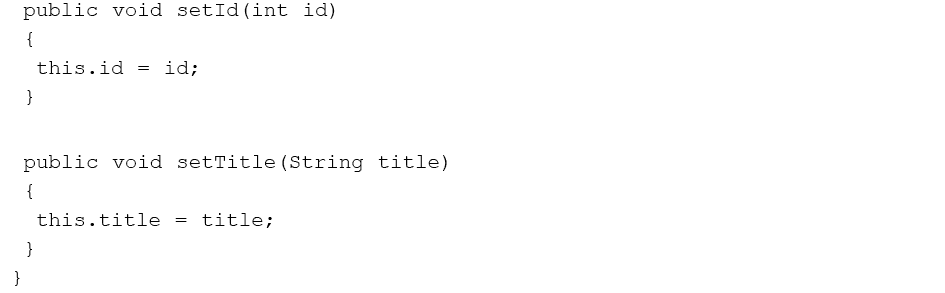 public void setId(int id)
{
this.id = id;
}
public void setTitle(String title)
{
this.title = title;
}
}